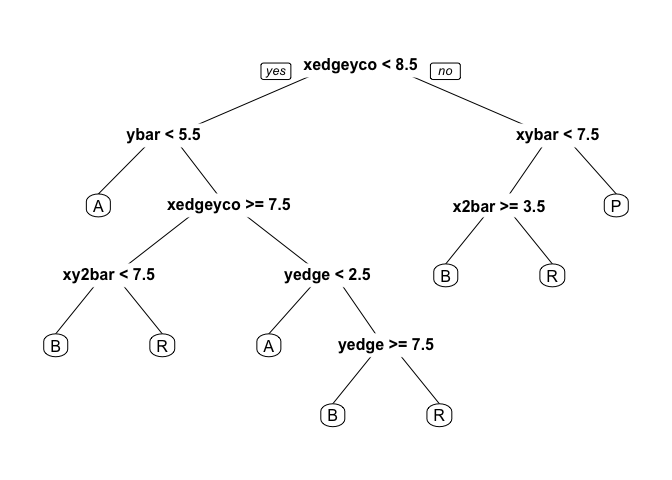 yes xedgeyco < 8.5 no
ybar < 5.5 xybar < 7.5
A xedgeyco >= 7.5 x2bar >= 3.5 P
xy2bar < 7.5 yedge < 2.5 B R
B R A yedge >= 7.5
B R